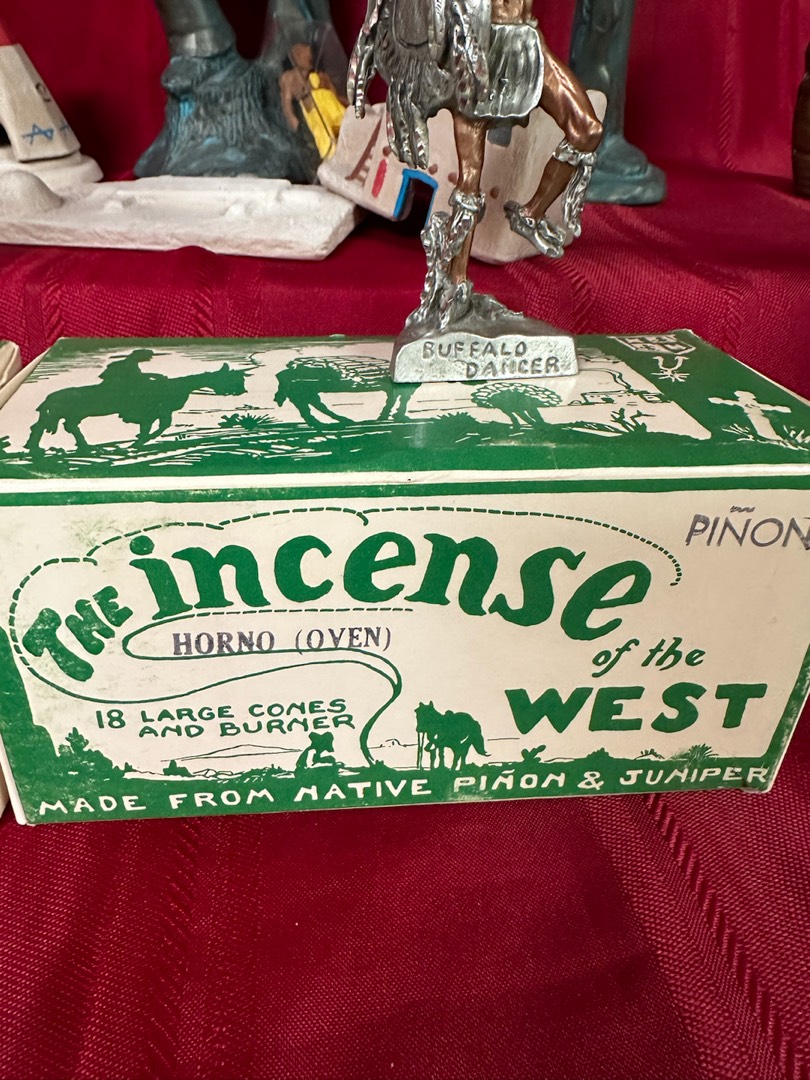 BUFFALO
DANCER
PIÑON
THE incense
HORNO (OVEN)
of the
WEST
18 LARGE CONES
AND BURNER
MADE FROM NATIVE PIÑON & JUNIPER